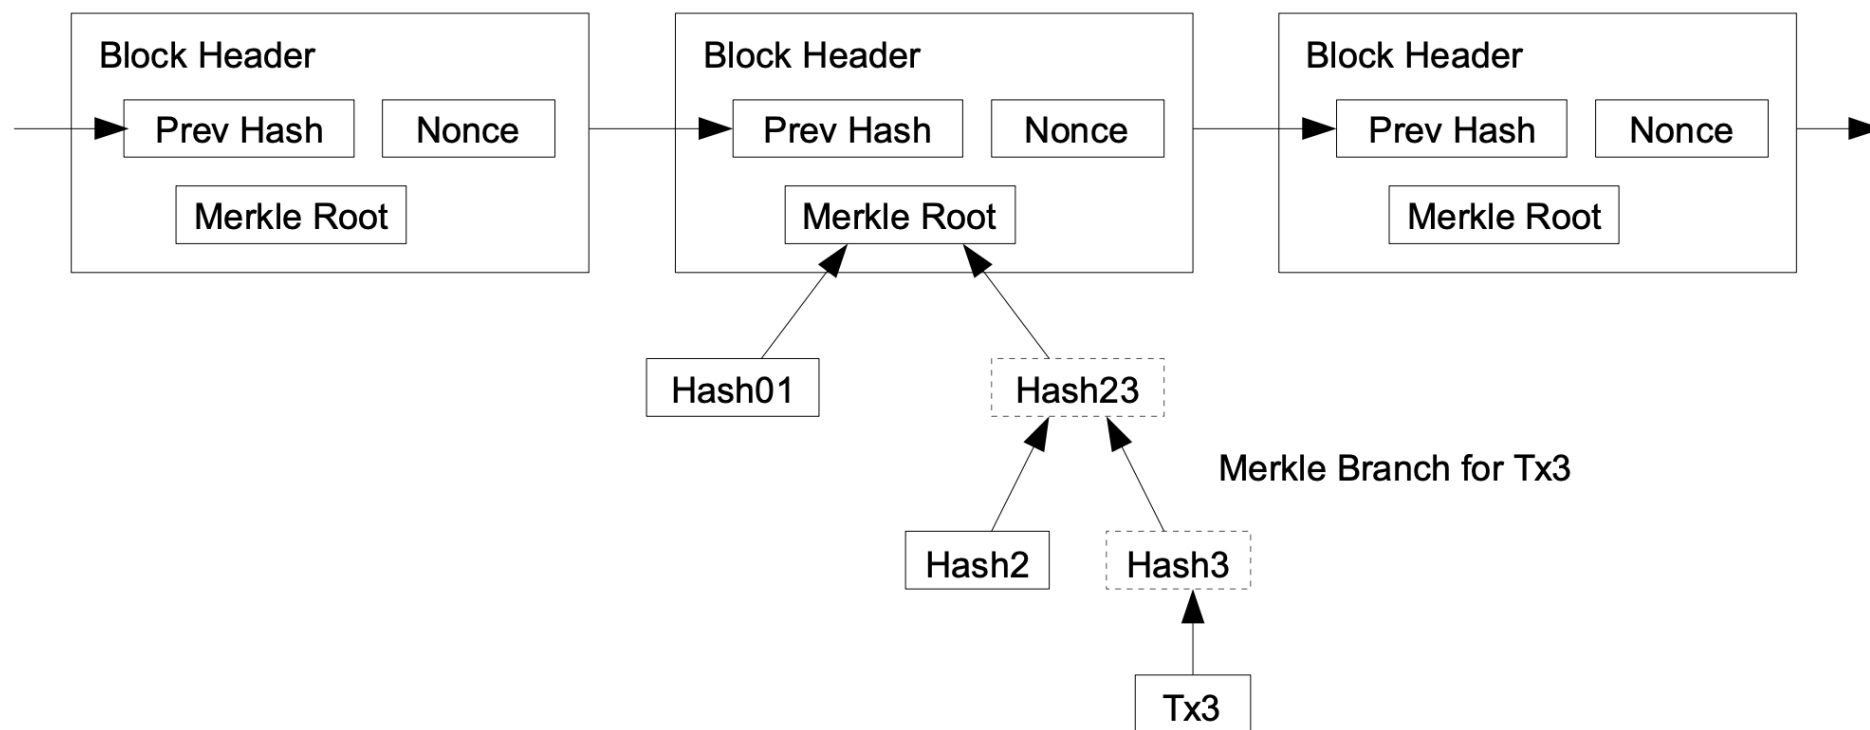 Block Header
Block Header
Block Header
Prev Hash
Nonce
Prev Hash
Nonce
Prev Hash
Nonce
Merkle Root
Merkle Root
Merkle Root
Hash01
Hash23
Merkle Branch for Tx3
Hash2
Hash3
Tx3